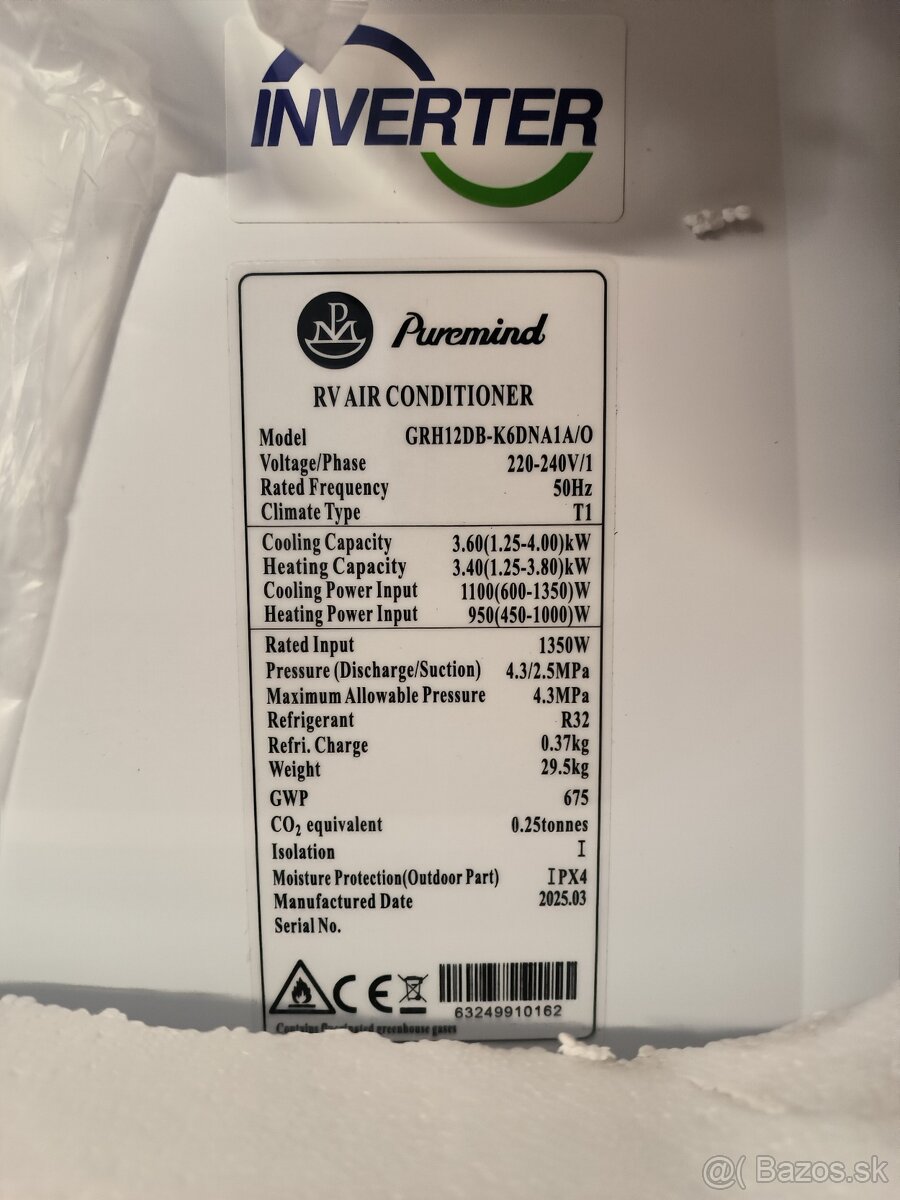 INVERTER
PM Puremind
RV AIR CONDITIONER
Model GRH12DB-K6DNA1A/O
Voltage/Phase 220-240V/1
Rated Frequency 50Hz
Climate Type T1
Cooling Capacity 3.60(1.25-4.00)kW
Heating Capacity 3.40(1.25-3.80)kW
Cooling Power Input 1100(600-1350)W
Heating Power Input 950(450-1000)W
Rated Input 1350W
Pressure (Discharge/Suction) 4.3/2.5MPa
Maximum Allowable Pressure 4.3MPa
Refrigerant R32
Refri. Charge 0.37kg
Weight 29.5kg
GWP 675
CO₂ equivalent 0.25tonnes
Isolation I
Moisture Protection(Outdoor Part) IPX4
Manufactured Date 2025.03
Serial No.
CE
63249910162
Contains fluorinated greenhouse gases
@( Bazos.sk